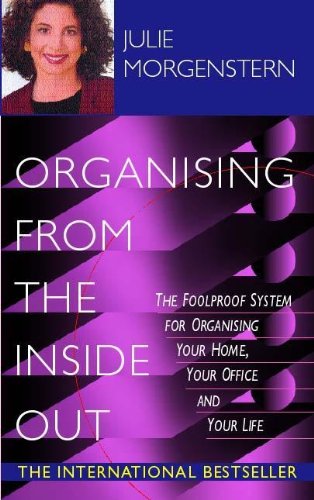 JULIE
MORGENSTERN
ORGANISING
FROM
THE
INSIDE
OUT
THE FOOLPROOF SYSTEM
FOR ORGANISING
YOUR HOME,
YOUR OFFICE
AND
YOUR LIFE
THE INTERNATIONAL BESTSELLER